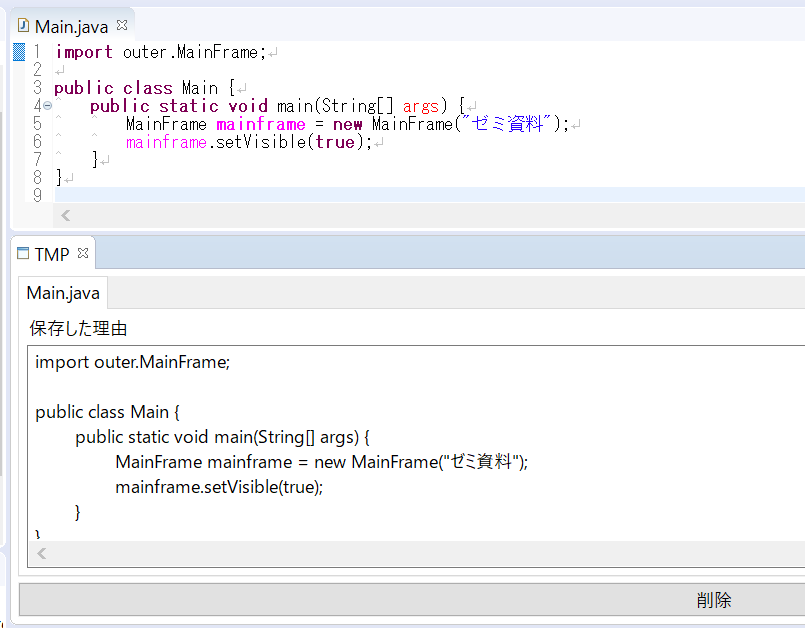 Main.java
1 import outer.MainFrame;
2
3 public class Main {
4 public static void main(String[] args) {
5 MainFrame mainframe = new MainFrame("ゼミ資料");
6 mainframe.setVisible(true);
7 }
8 }
9
TMP
Main.java
保存した理由
import outer.MainFrame;
public class Main {
public static void main(String[] args) {
MainFrame mainframe = new MainFrame("ゼミ資料");
mainframe.setVisible(true);
}
}
削除